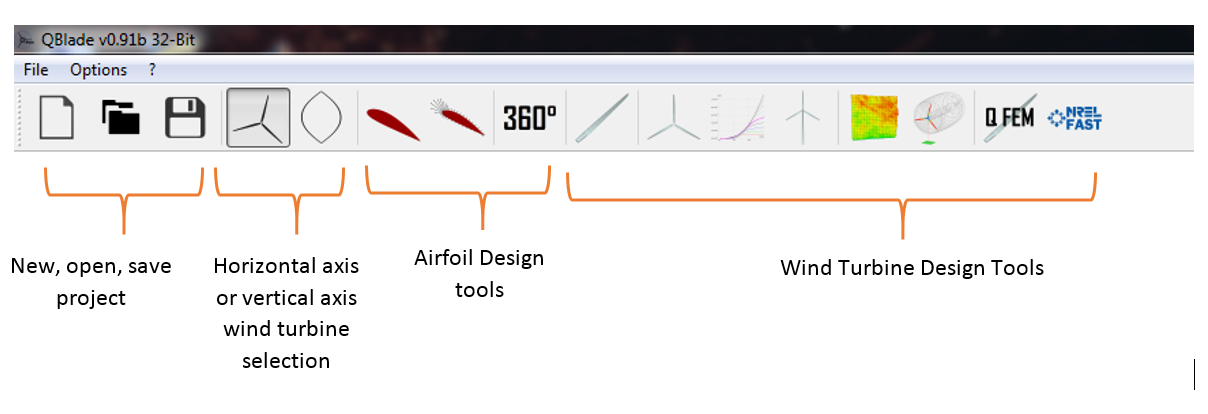 QBlade v0.91b 32-Bit
File Options ?
360º
Q FEM
NREL
FAST
New, open, save
project
Horizontal axis
or vertical axis
wind turbine
selection
Airfoil Design
tools
Wind Turbine Design Tools